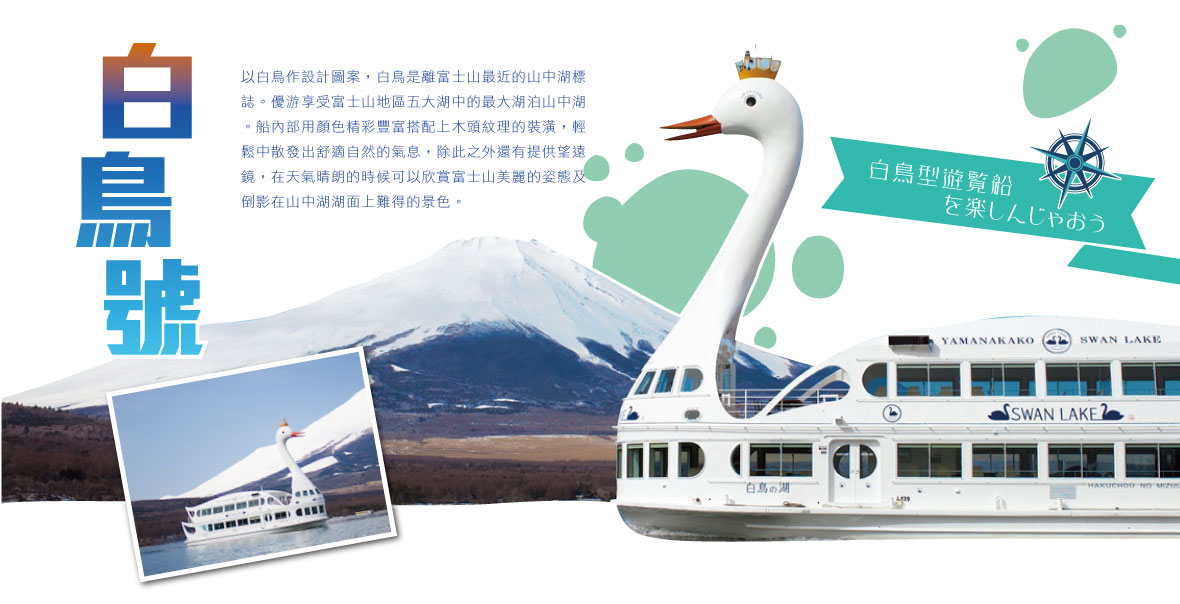 白
鳥
號
以白鳥作設計圖案，白鳥是離富士山最近的山中湖標
誌。優游享受富士山地區五大湖中的最大湖泊山中湖
。船內部用顏色精彩豐富搭配上木頭紋理的裝潢，輕
鬆中散發出舒適自然的氣息，除此之外還有提供望遠
鏡，在天氣晴朗的時候可以欣賞富士山美麗的姿態及
倒影在山中湖湖面上難得的景色。
白鳥型遊覧船
を楽しんじゃおう
SWAN LAKE
YAMANAKAKO SWAN LAKE
SWAN LAKE
白鳥の湖
HAKUCHOU NO MIZUU